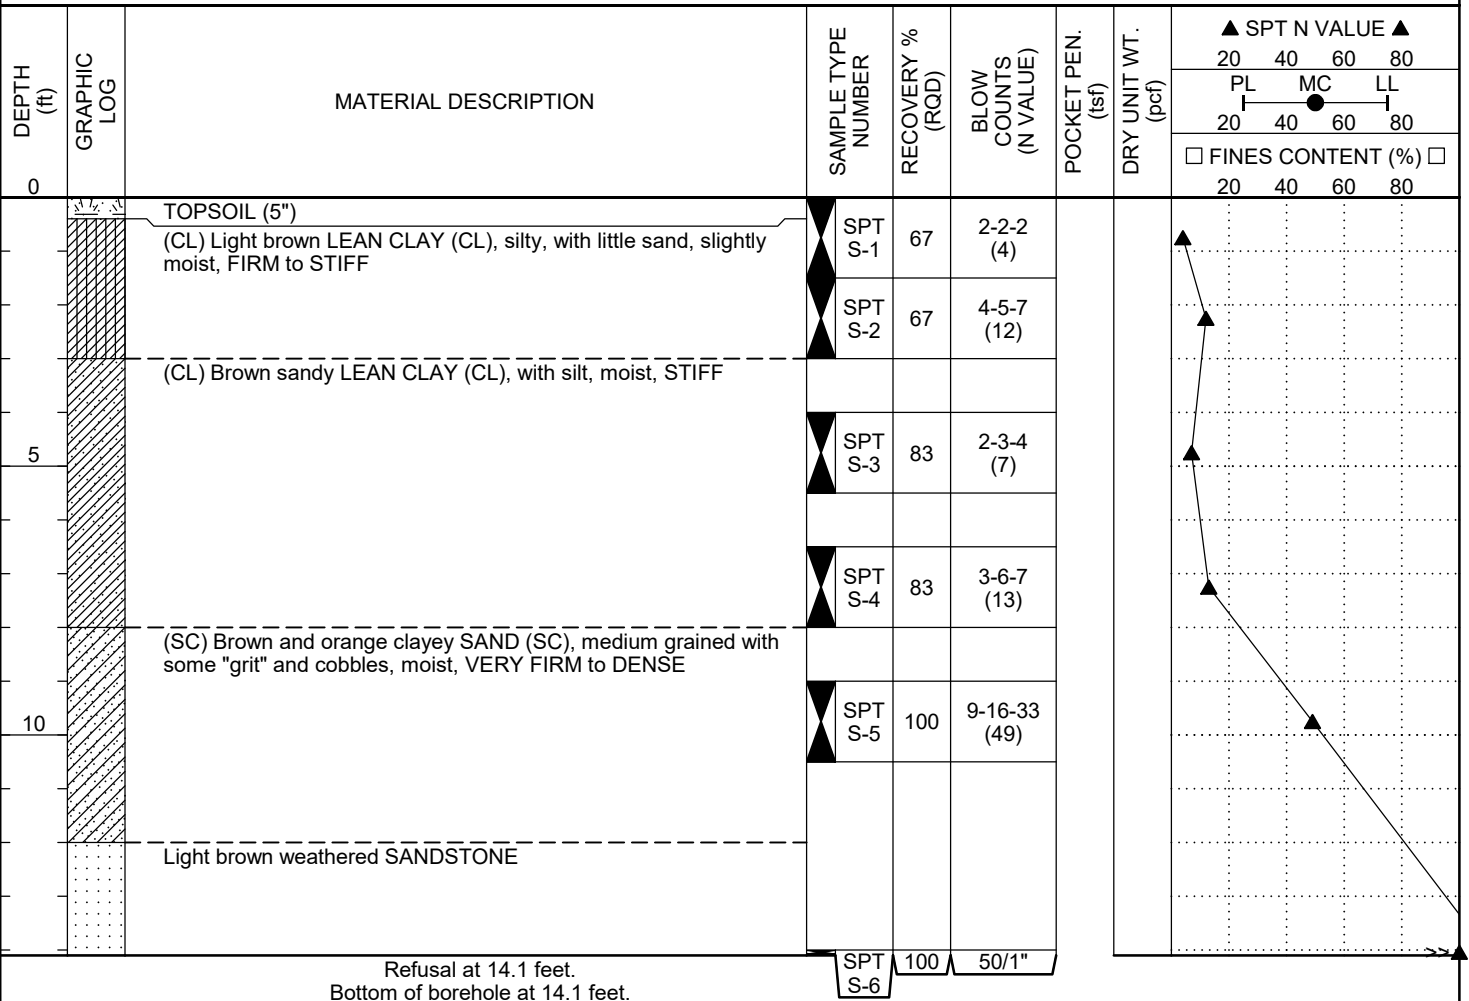 DEPTH
(ft)
GRAPHIC
LOG
MATERIAL DESCRIPTION
SAMPLE TYPE
NUMBER
RECOVERY %
(RQD)
BLOW
COUNTS
(N VALUE)
POCKET PEN.
(tsf)
DRY UNIT WT.
(pcf)
▲ SPT N VALUE ▲
20 40 60 80
PL MC LL
20 40 60 80
□ FINES CONTENT (%) □
20 40 60 80
0
TOPSOIL (5")
(CL) Light brown LEAN CLAY (CL), silty, with little sand, slightly
moist, FIRM to STIFF
SPT
S-1
67
2-2-2
(4)
SPT
S-2
67
4-5-7
(12)
(CL) Brown sandy LEAN CLAY (CL), with silt, moist, STIFF
5
SPT
S-3
83
2-3-4
(7)
SPT
S-4
83
3-6-7
(13)
(SC) Brown and orange clayey SAND (SC), medium grained with
some "grit" and cobbles, moist, VERY FIRM to DENSE
10
SPT
S-5
100
9-16-33
(49)
Light brown weathered SANDSTONE
>>
SPT
S-6
100
50/1"
Refusal at 14.1 feet.
Bottom of borehole at 14.1 feet.